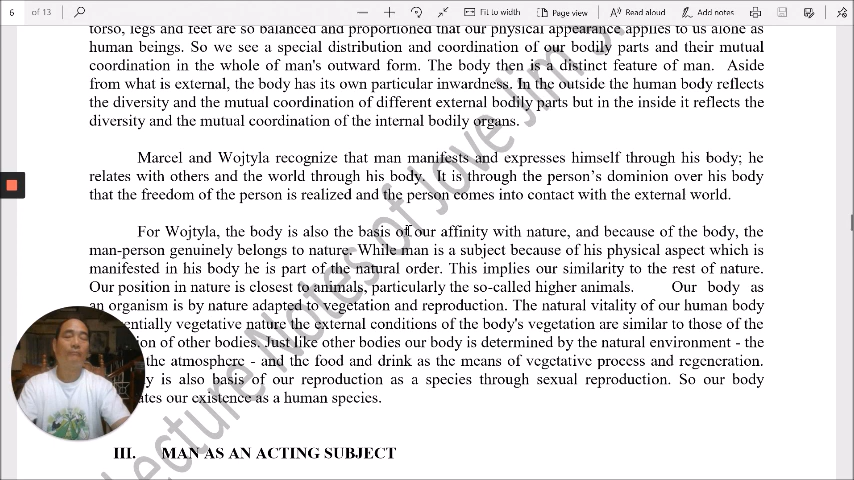 6 of 13 Fit to width Page view Read aloud Add notes
torso, legs and feet are so balanced and proportioned that our physical appearance applies to us alone as
human beings. So we see a special distribution and coordination of our bodily parts and their mutual
coordination in the whole of man's outward form. The body then is a distinct feature of man. Aside
from what is external, the body has its own particular inwardness. In the outside the human body reflects
the diversity and the mutual coordination of different external bodily parts but in the inside it reflects the
diversity and the mutual coordination of the internal bodily organs.
Marcel and Wojtyla recognize that man manifests and expresses himself through his body; he
relates with others and the world through his body. It is through the person's dominion over his body
that the freedom of the person is realized and the person comes into contact with the external world.
For Wojtyla, the body is also the basis of our affinity with nature, and because of the body, the
man-person genuinely belongs to nature. While man is a subject because of his physical aspect which is
manifested in his body he is part of the natural order. This implies our similarity to the rest of nature.
Our position in nature is closest to animals, particularly the so-called higher animals. Our body as
an organism is by nature adapted to vegetation and reproduction. The natural vitality of our human body
entially vegetative nature the external conditions of the body's vegetation are similar to those of the
ion of other bodies. Just like other bodies our body is determined by the natural environment - the
the atmosphere - and the food and drink as the means of vegetative process and regeneration.
y is also basis of our reproduction as a species through sexual reproduction. So our body
ates our existence as a human species.
III. MAN AS AN ACTING SUBJECT
Lecture Notes of Jove Jim S.